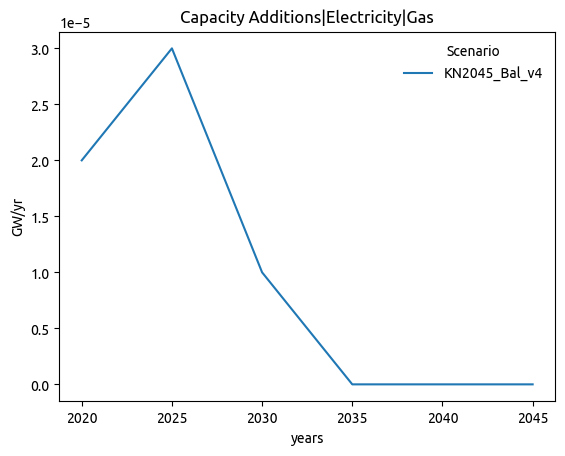 Capacity Additions|Electricity|Gas
1e−5
Scenario
KN2045_Bal_v4
3.0
2.5
2.0
1.5
1.0
0.5
0.0
GW/yr
2020 2025 2030 2035 2040 2045
years